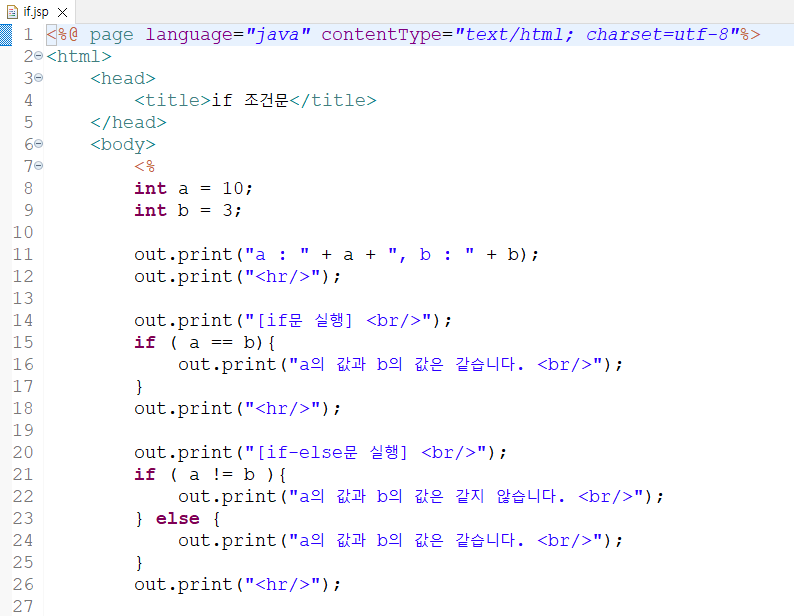 if.jsp
1 <%@ page language="java" contentType="text/html; charset=utf-8"%>
2 <html>
3 <head>
4 <title>if 조건문</title>
5 </head>
6 <body>
7 <%
8 int a = 10;
9 int b = 3;
10
11 out.print("a : " + a + ", b : " + b);
12 out.print("<hr/>");
13
14 out.print("[if문 실행] <br/>");
15 if ( a == b){
16 out.print("a의 값과 b의 값은 같습니다. <br/>");
17 }
18 out.print("<hr/>");
19
20 out.print("[if-else문 실행] <br/>");
21 if ( a != b ){
22 out.print("a의 값과 b의 값은 같지 않습니다. <br/>");
23 } else {
24 out.print("a의 값과 b의 값은 같습니다. <br/>");
25 }
26 out.print("<hr/>");
27